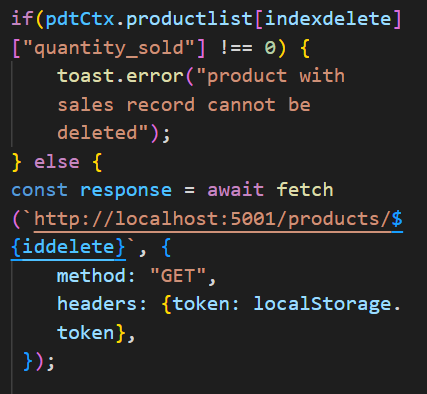 if(pdtCtx.productlist[indexdelete]
["quantity_sold"] !== 0) {
toast.error("product with
sales record cannot be
deleted");
} else {
const response = await fetch
(`http://localhost:5001/products/$
{iddelete}`, {
method: "GET",
headers: {token: localStorage.
token},
});